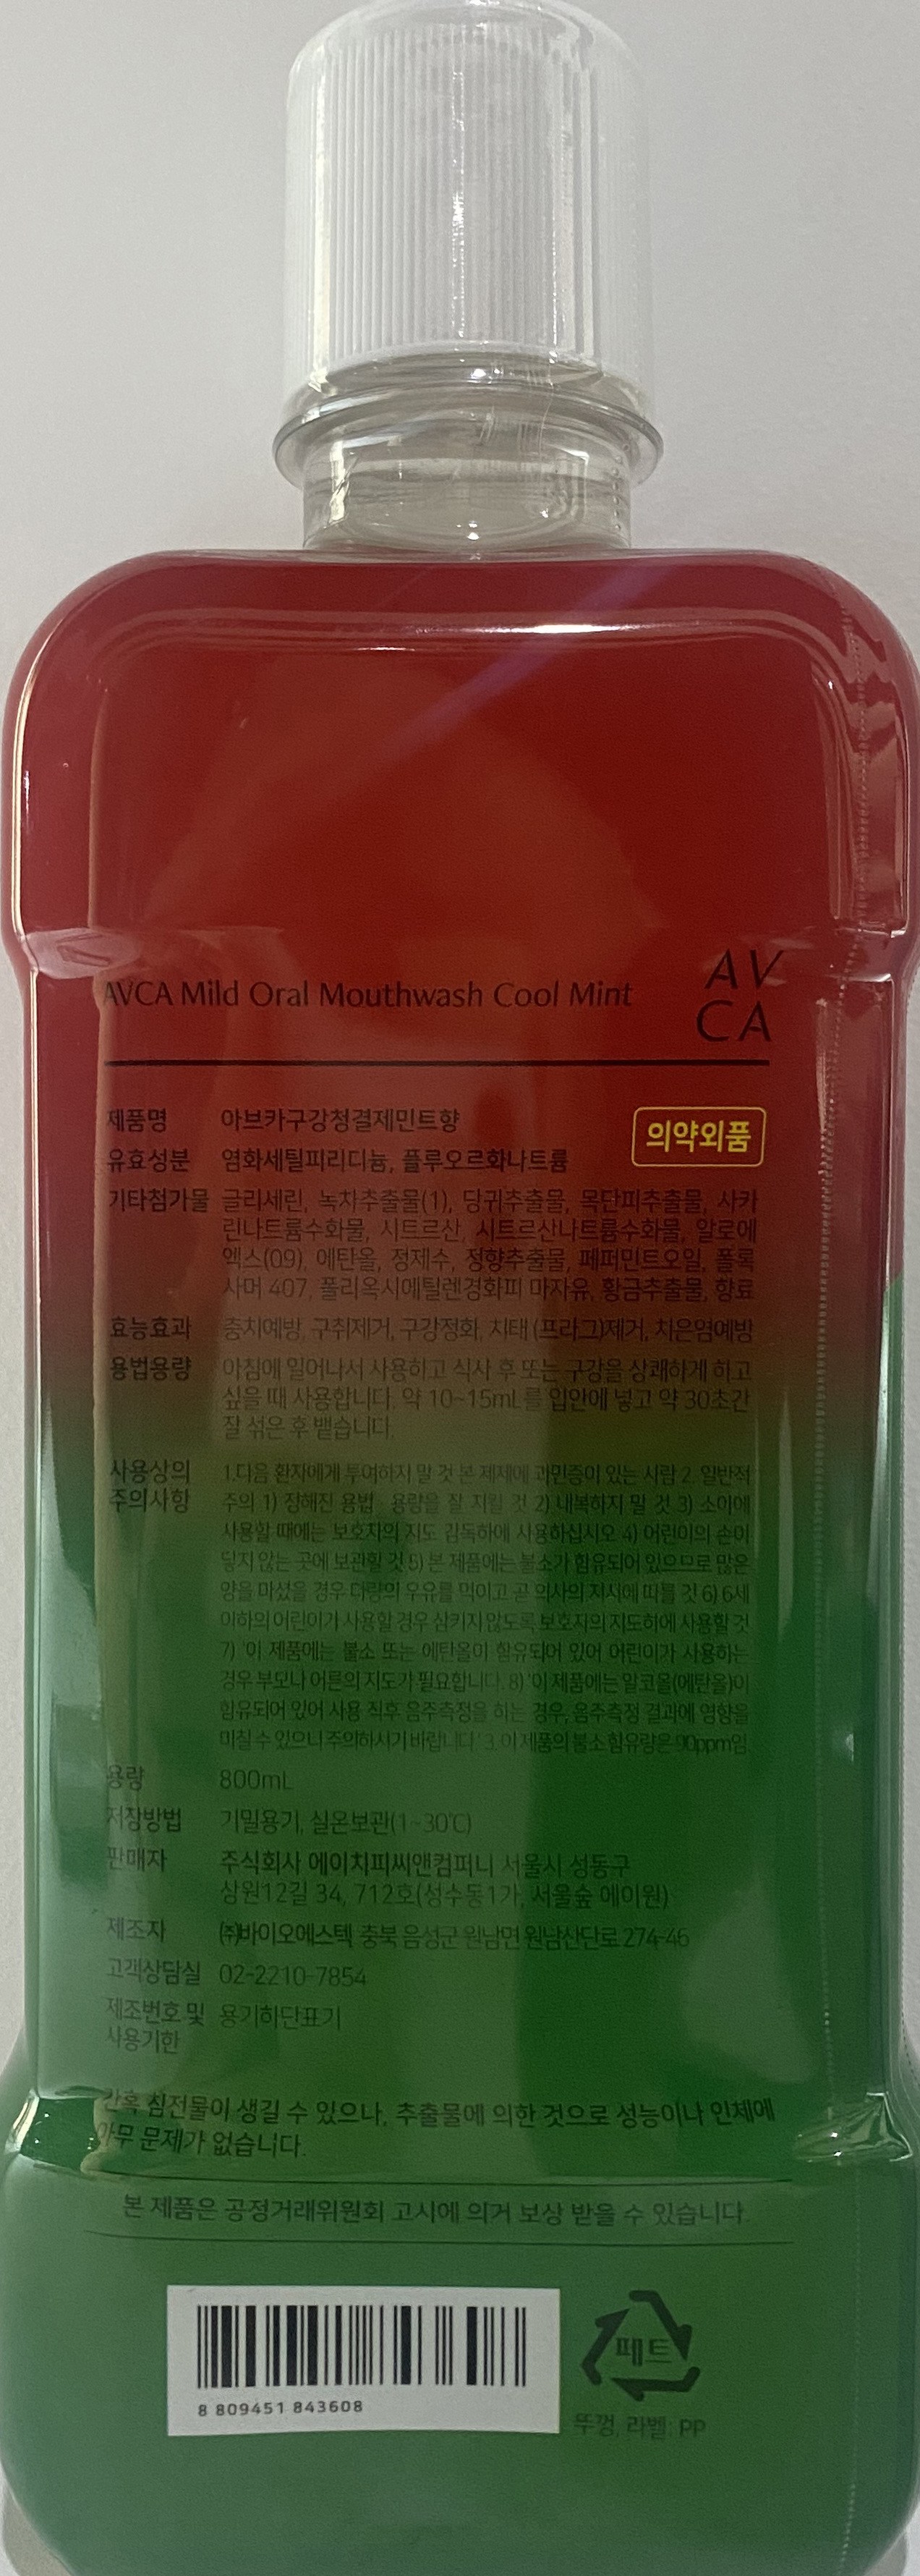 AVCA Mild Oral Mouthwash Cool Mint
AV
CA
제품명 아브카구강청결제민트향
의약외품
유효성분 염화세틸피리디늄, 플루오르화나트륨
기타첨가물 글리세린, 녹차추출물(1), 당귀추출물, 목단피추출물, 사카
린나트륨수화물, 시트르산, 시트르산나트륨수화물, 알로에
엑스(0.9), 에탄올, 정제수, 정향추출물, 페퍼민트오일, 폴록
사머 407, 폴리옥시에틸렌경화피 마자유, 황금추출물, 향료
효능효과 충치예방, 구취제거, 구강정화, 치태(프라그)제거, 치은염예방
용법용량 아침에 일어나서 사용하고 식사 후 또는 구강을 상쾌하게 하고
싶을 때 사용합니다. 약 10~15mL를 입안에 넣고 약 30초간
잘 섞은 후 뱉습니다.
사용상의 1.다음 환자에게 투여하지 말 것 본 제제에 과민증이 있는 사람 2. 일반적
주의사항 주의 1) 정해진 용법 용량을 잘 지킬 것 2) 내복하지 말 것 3) 소아에
사용할 때에는 보호자의 지도 감독하에 사용하십시오 4) 어린이의 손이
닿지 않는 곳에 보관할 것 5) 본 제품에는 불소가 함유되어 있으므로 많은
양을 마셨을 경우 다량의 우유를 먹이고 곧 의사의 지시에 따를 것 6) 6세
이하의 어린이가 사용할 경우 삼키지 않도록 보호자의 지도하에 사용할 것
7) '이 제품에는 불소 또는 에탄올이 함유되어 있어 어린이가 사용하는
경우 부모나 어른의 지도가 필요합니다. 8) '이 제품에는 알코올(에탄올)이
함유되어 있어 사용 직후 음주측정을 하는 경우, 음주측정 결과에 영향을
미칠 수 있으니 주의하시기 바랍니다.' 3. 이 제품의 불소 함유량은 90ppm임.
용량 800mL
저장방법 기밀용기, 실온보관(1~30℃)
판매자 주식회사 에이치피씨앤컴퍼니 서울시 성동구
상원12길 34, 712호(성수동1가, 서울숲 에이원)
제조자 ㈜바이오에스텍 충북 음성군 원남면 원남산단로 274-46
고객상담실 02-2210-7854
제조번호 및 용기하단표기
사용기한
간혹 침전물이 생길 수 있으나, 추출물에 의한 것으로 성능이나 인체에
아무 문제가 없습니다.
본 제품은 공정거래위원회 고시에 의거 보상 받을 수 있습니다.
8 809451 843608
페트
뚜껑, 라벨: PP